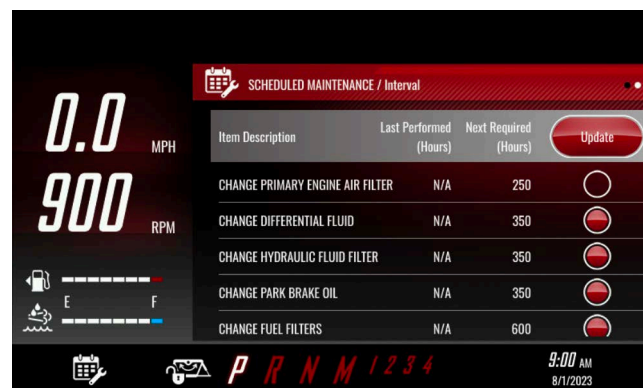 SCHEDULED MAINTENANCE / Interval
0.0 MPH
900 RPM
E F
Item Description Last Performed (Hours) Next Required (Hours) Update
CHANGE PRIMARY ENGINE AIR FILTER N/A 250
CHANGE DIFFERENTIAL FLUID N/A 350
CHANGE HYDRAULIC FLUID FILTER N/A 350
CHANGE PARK BRAKE OIL N/A 350
CHANGE FUEL FILTERS N/A 600
P R N M 1 2 3 4
9:00 AM
8/1/2023